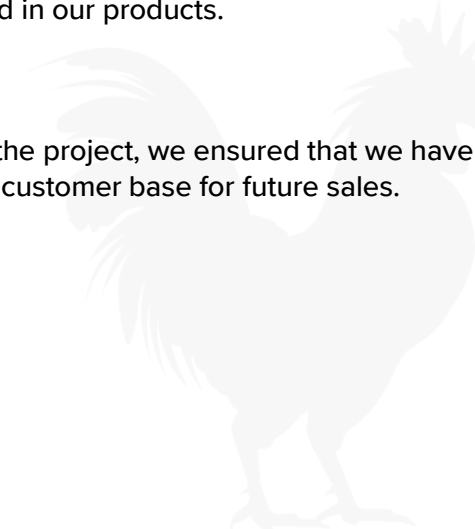 d in our products.
the project, we ensured that we have
customer base for future sales.